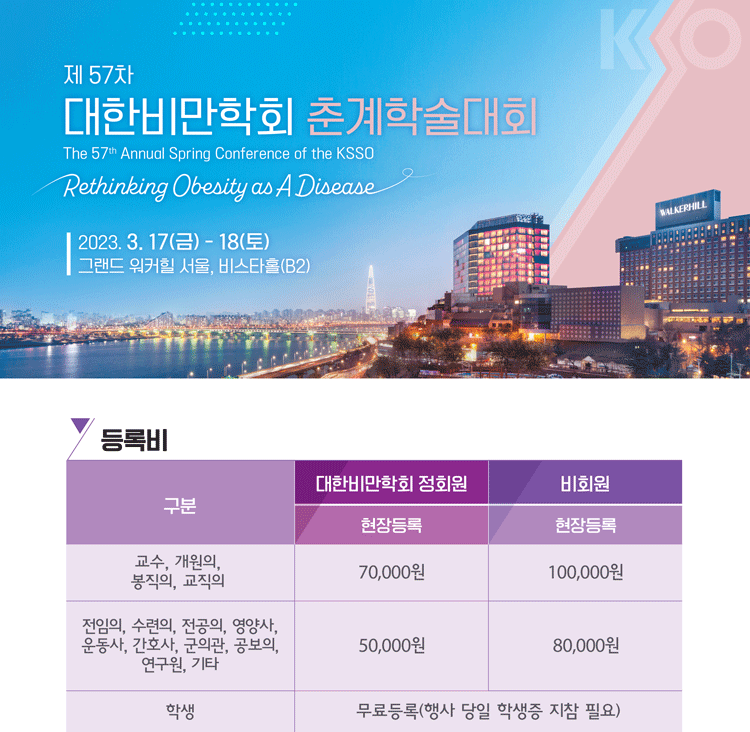 KSSO
제 57차
대한비만학회 춘계학술대회
The 57th Annual Spring Conference of the KSSO
Rethinking Obesity as A Disease
2023. 3. 17(금) - 18(토)
그랜드 워커힐 서울, 비스타홀(B2)
WALKERHILL
등록비
구분
대한비만학회 정회원
비회원
현장등록
현장등록
교수, 개원의,
봉직의, 교직의
70,000원
100,000원
전임의, 수련의, 전공의, 영양사,
운동사, 간호사, 군의관, 공보의,
연구원, 기타
50,000원
80,000원
학생
무료등록(행사 당일 학생증 지참 필요)